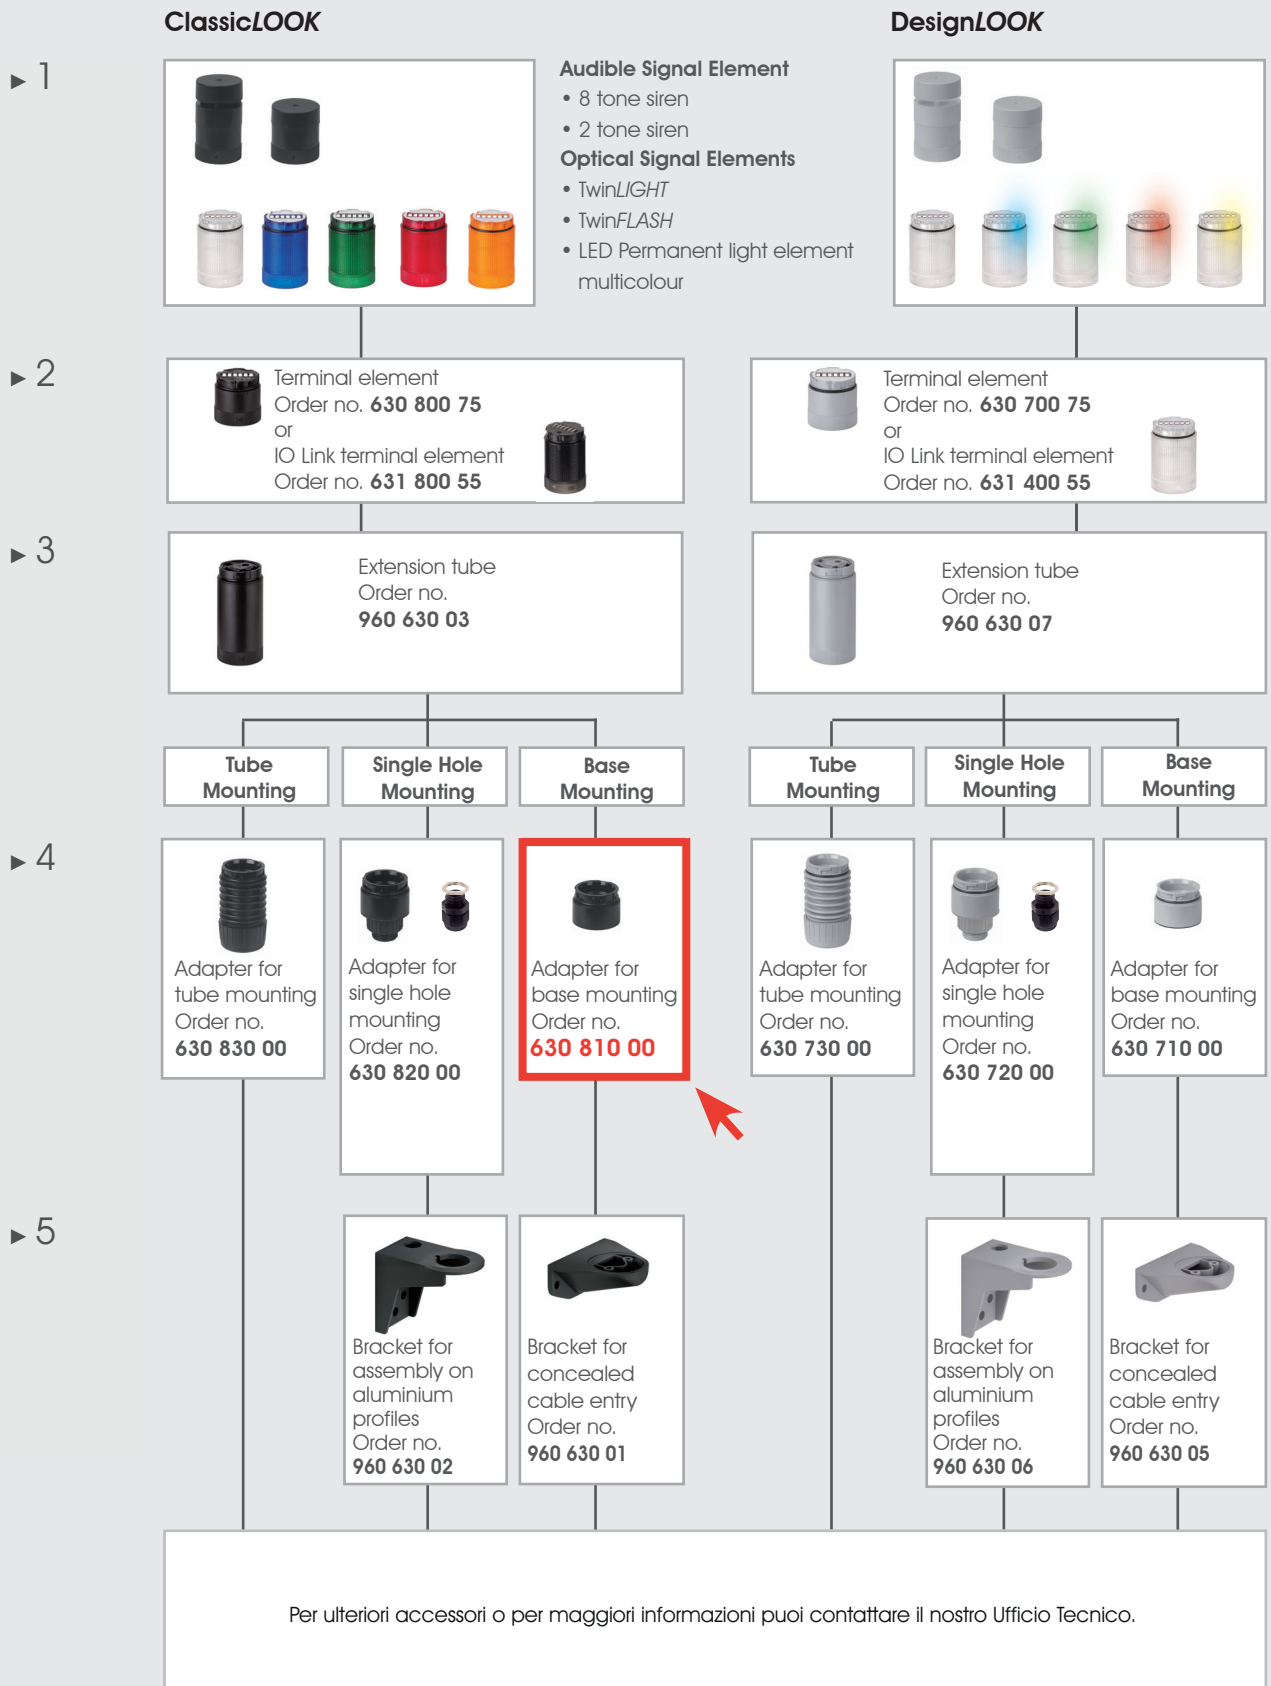 ClassicLOOK
DesignLOOK
► 1
Audible Signal Element
• 8 tone siren
• 2 tone siren
Optical Signal Elements
• TwinLIGHT
• TwinFLASH
• LED Permanent light element
multicolour
► 2
Terminal element
Order no. 630 800 75
or
IO Link terminal element
Order no. 631 800 55
Terminal element
Order no. 630 700 75
or
IO Link terminal element
Order no. 631 400 55
► 3
Extension tube
Order no.
960 630 03
Extension tube
Order no.
960 630 07
Tube
Mounting
Single Hole
Mounting
Base
Mounting
Tube
Mounting
Single Hole
Mounting
Base
Mounting
► 4
Adapter for
tube mounting
Order no.
630 830 00
Adapter for
single hole
mounting
Order no.
630 820 00
Adapter for
base mounting
Order no.
630 810 00
Adapter for
tube mounting
Order no.
630 730 00
Adapter for
single hole
mounting
Order no.
630 720 00
Adapter for
base mounting
Order no.
630 710 00
► 5
Bracket for
assembly on
aluminium
profiles
Order no.
960 630 02
Bracket for
concealed
cable entry
Order no.
960 630 01
Bracket for
assembly on
aluminium
profiles
Order no.
960 630 06
Bracket for
concealed
cable entry
Order no.
960 630 05
Per ulteriori accessori o per maggiori informazioni puoi contattare il nostro Ufficio Tecnico.